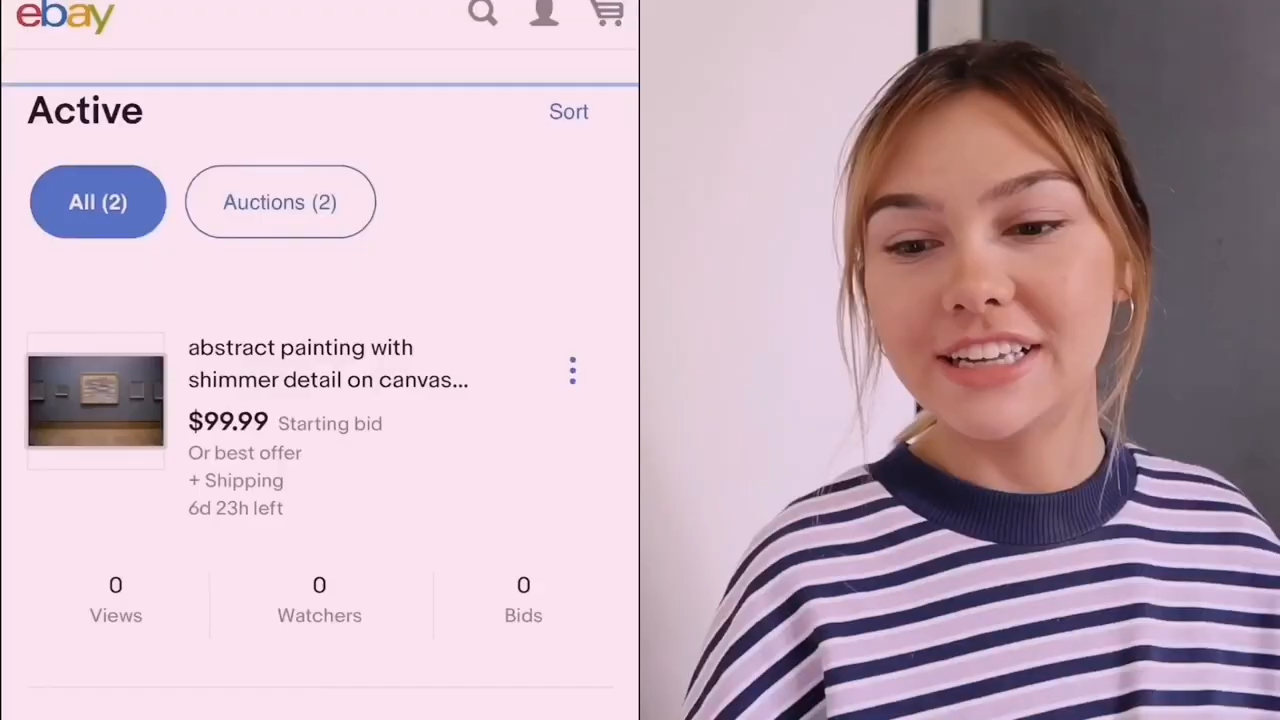 ebay
Active
Sort
All (2)
Auctions (2)
abstract painting with
shimmer detail on canvas...
$99.99 Starting bid
Or best offer
+ Shipping
6d 23h left
0
Views
0
Watchers
0
Bids